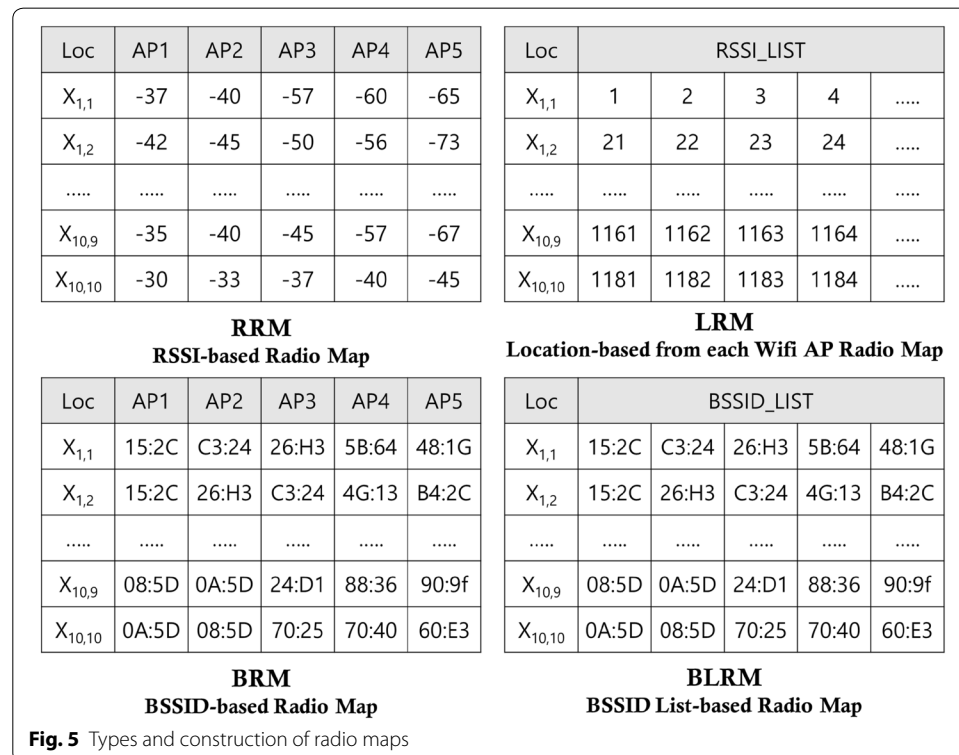 Loc AP1 AP2 AP3 AP4 AP5
X1,1 -37 -40 -57 -60 -65
X1,2 -42 -45 -50 -56 -73
..... ..... ..... ..... ..... .....
X10,9 -35 -40 -45 -57 -67
X10,10 -30 -33 -37 -40 -45
RRM
RSSI-based Radio Map
Loc RSSI_LIST
X1,1 1 2 3 4 .....
X1,2 21 22 23 24 .....
..... ..... ..... ..... ..... .....
X10,9 1161 1162 1163 1164 .....
X10,10 1181 1182 1183 1184 .....
LRM
Location-based from each Wifi AP Radio Map
Loc AP1 AP2 AP3 AP4 AP5
X1,1 15:2C C3:24 26:H3 5B:64 48:1G
X1,2 15:2C 26:H3 C3:24 4G:13 B4:2C
..... ..... ..... ..... ..... .....
X10,9 08:5D 0A:5D 24:D1 88:36 90:9f
X10,10 0A:5D 08:5D 70:25 70:40 60:E3
BRM
BSSID-based Radio Map
Loc BSSID_LIST
X1,1 15:2C C3:24 26:H3 5B:64 48:1G
X1,2 15:2C 26:H3 C3:24 4G:13 B4:2C
..... ..... ..... ..... ..... .....
X10,9 08:5D 0A:5D 24:D1 88:36 90:9f
X10,10 0A:5D 08:5D 70:25 70:40 60:E3
BLRM
BSSID List-based Radio Map
Fig. 5 Types and construction of radio maps